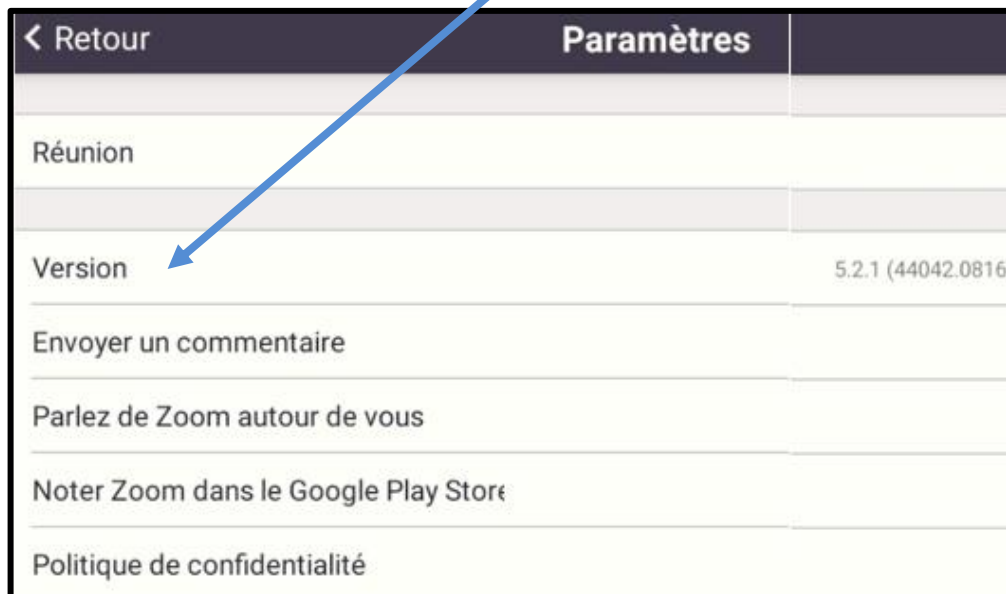 < Retour Paramètres
Réunion
Version 5.2.1 (44042.0816
Envoyer un commentaire
Parlez de Zoom autour de vous
Noter Zoom dans le Google Play Store
Politique de confidentialité